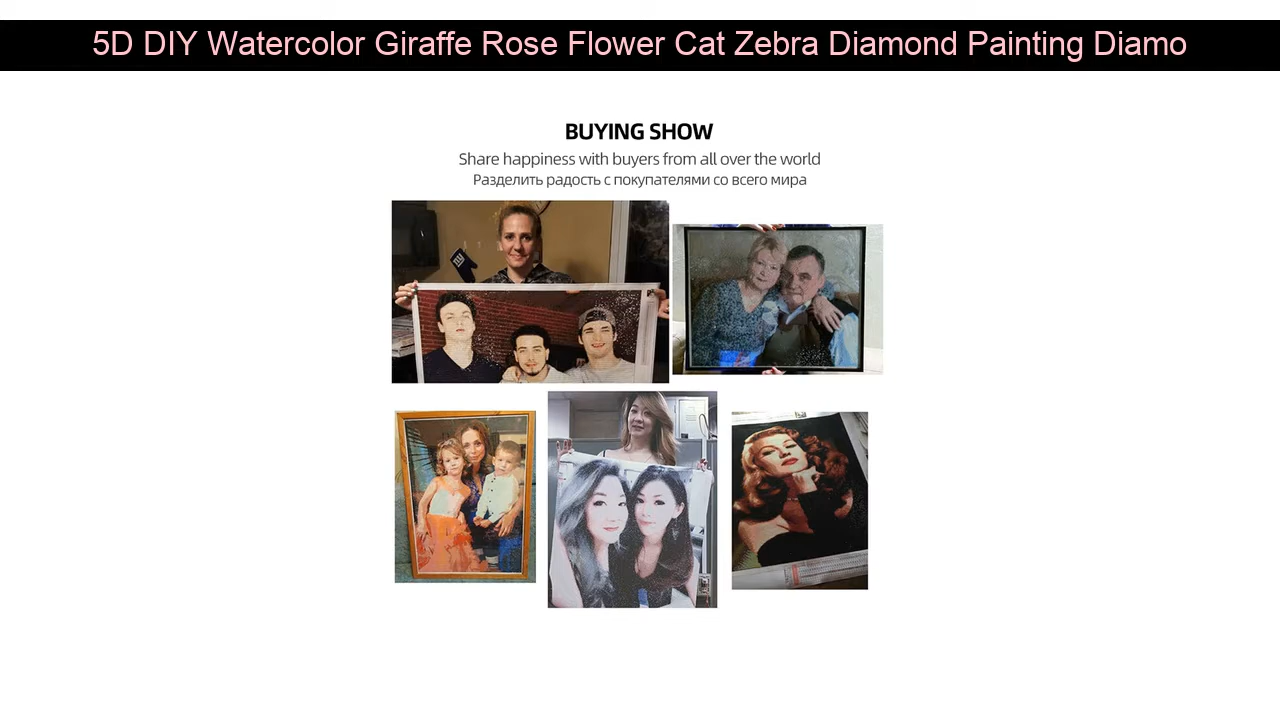 5D DIY Watercolor Giraffe Rose Flower Cat Zebra Diamond Painting Diamo
BUYING SHOW
Share happiness with buyers from all over the world
Разделить радость с покупателями со всего мира